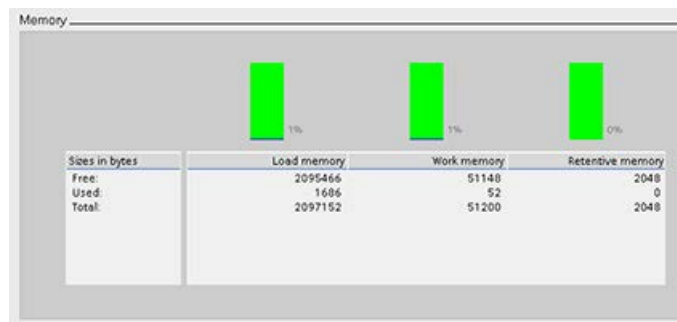 Memory
1% 1% 0%
Sizes in bytes Load memory Work memory Retentive memory
Free: 2095466 51148 2048
Used: 1686 52 0
Total: 2097152 51200 2048